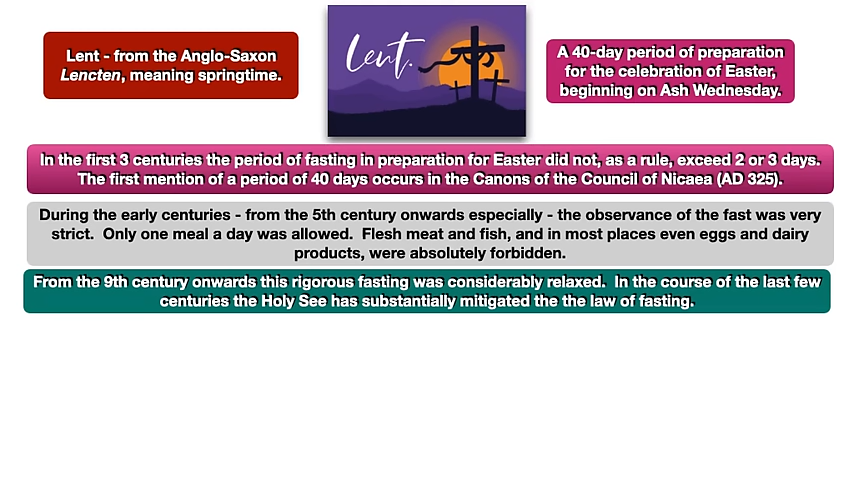 Lent - from the Anglo-Saxon
Lencten, meaning springtime.
Lent.
A 40-day period of preparation
for the celebration of Easter,
beginning on Ash Wednesday.
In the first 3 centuries the period of fasting in preparation for Easter did not, as a rule, exceed 2 or 3 days.
The first mention of a period of 40 days occurs in the Canons of the Council of Nicaea (AD 325).
During the early centuries - from the 5th century onwards especially - the observance of the fast was very
strict.  Only one meal a day was allowed.  Flesh meat and fish, and in most places even eggs and dairy
products, were absolutely forbidden.
From the 9th century onwards this rigorous fasting was considerably relaxed.  In the course of the last few
centuries the Holy See has substantially mitigated the the law of fasting.